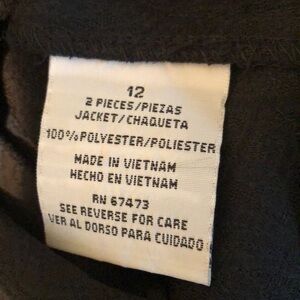 12
2 PIECES/PIEZAS
JACKET/CHAQUETA
100%POLYESTER/POLIESTER
MADE IN VIETNAM
HECHO EN VIETNAM
RN 67473
SEE REVERSE FOR CARE
VER AL DORSO PARA CUIDADO